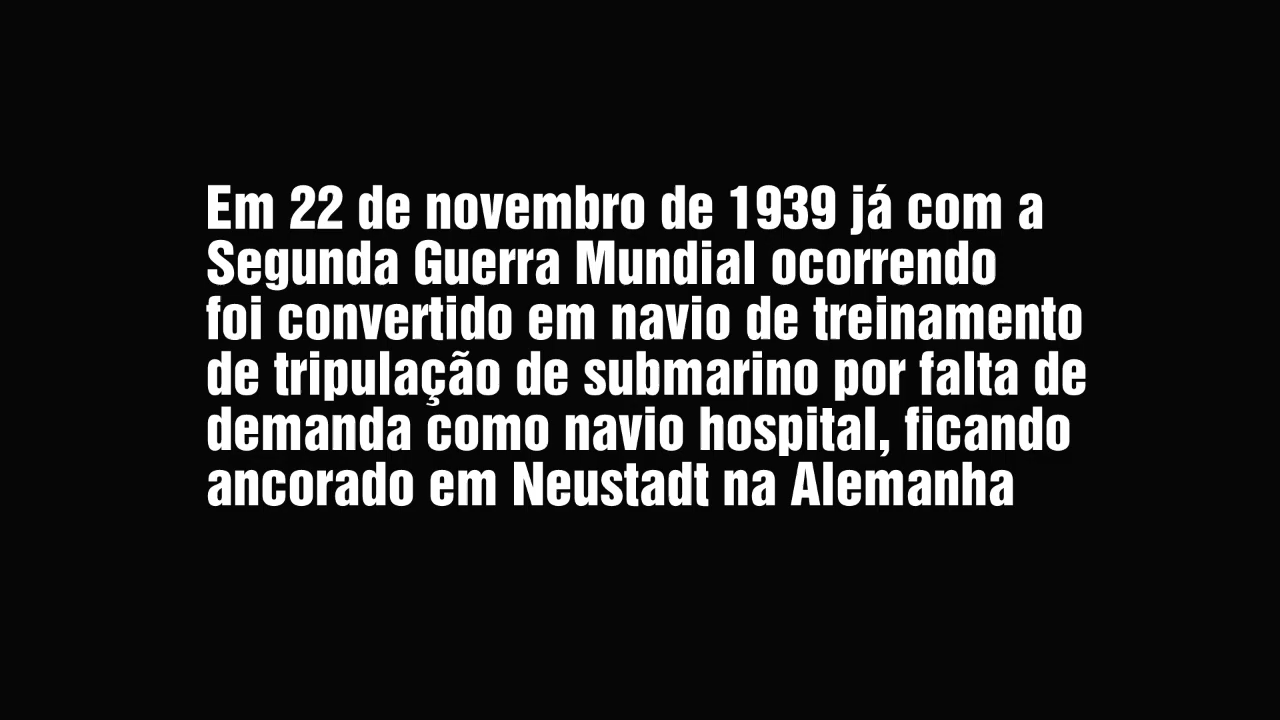 Em 22 de novembro de 1939 já com a
Segunda Guerra Mundial ocorrendo
foi convertido em navio de treinamento
de tripulação de submarino por falta de
demanda como navio hospital, ficando
ancorado em Neustadt na Alemanha